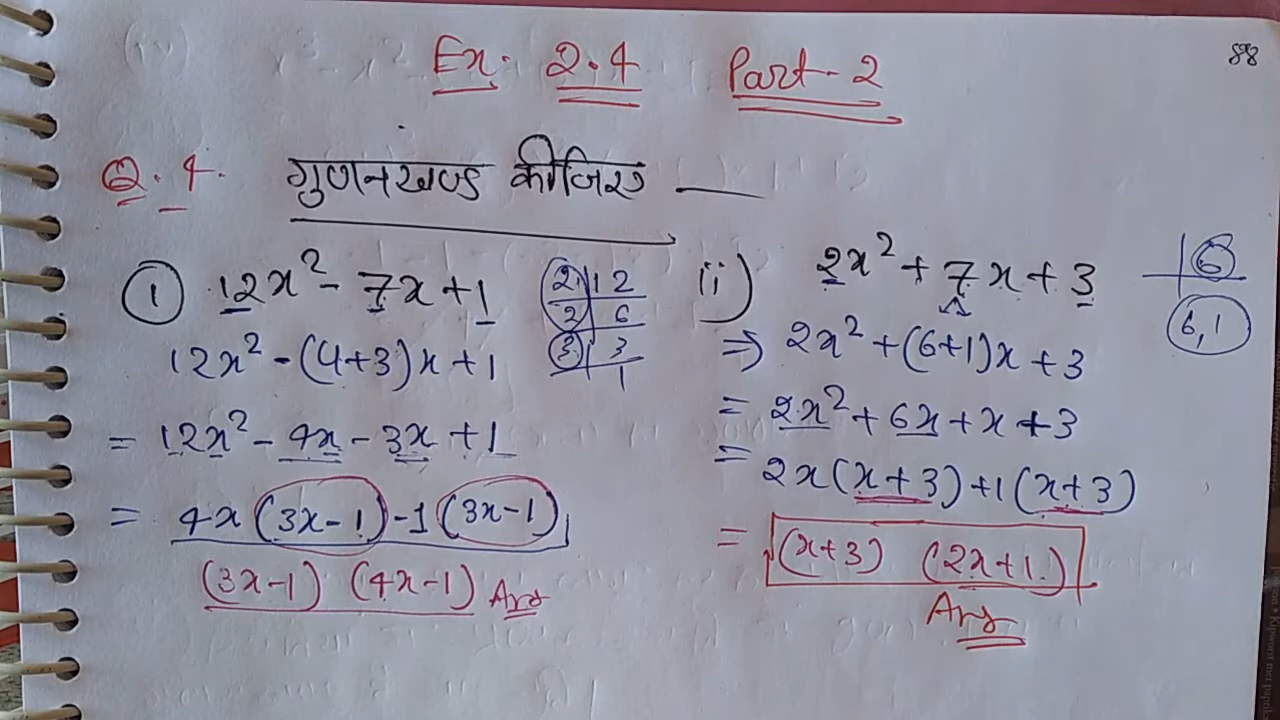 Ex. 2.4 Part-2
Q.4. गुणनखण्ड कीजिए —
① 12x² - 7x + 1
12x² - (4+3)x + 1
= 12x² - 4x - 3x + 1
= 4x(3x-1) - 1(3x-1)
(3x-1) (4x-1) Ans
2 | 12
2 | 6
3 | 3
1
ii) 2x² + 7x + 3
⇒ 2x² + (6+1)x + 3
= 2x² + 6x + x + 3
= 2x(x+3) + 1(x+3)
= (x+3) (2x+1)
Ans
6
6,1